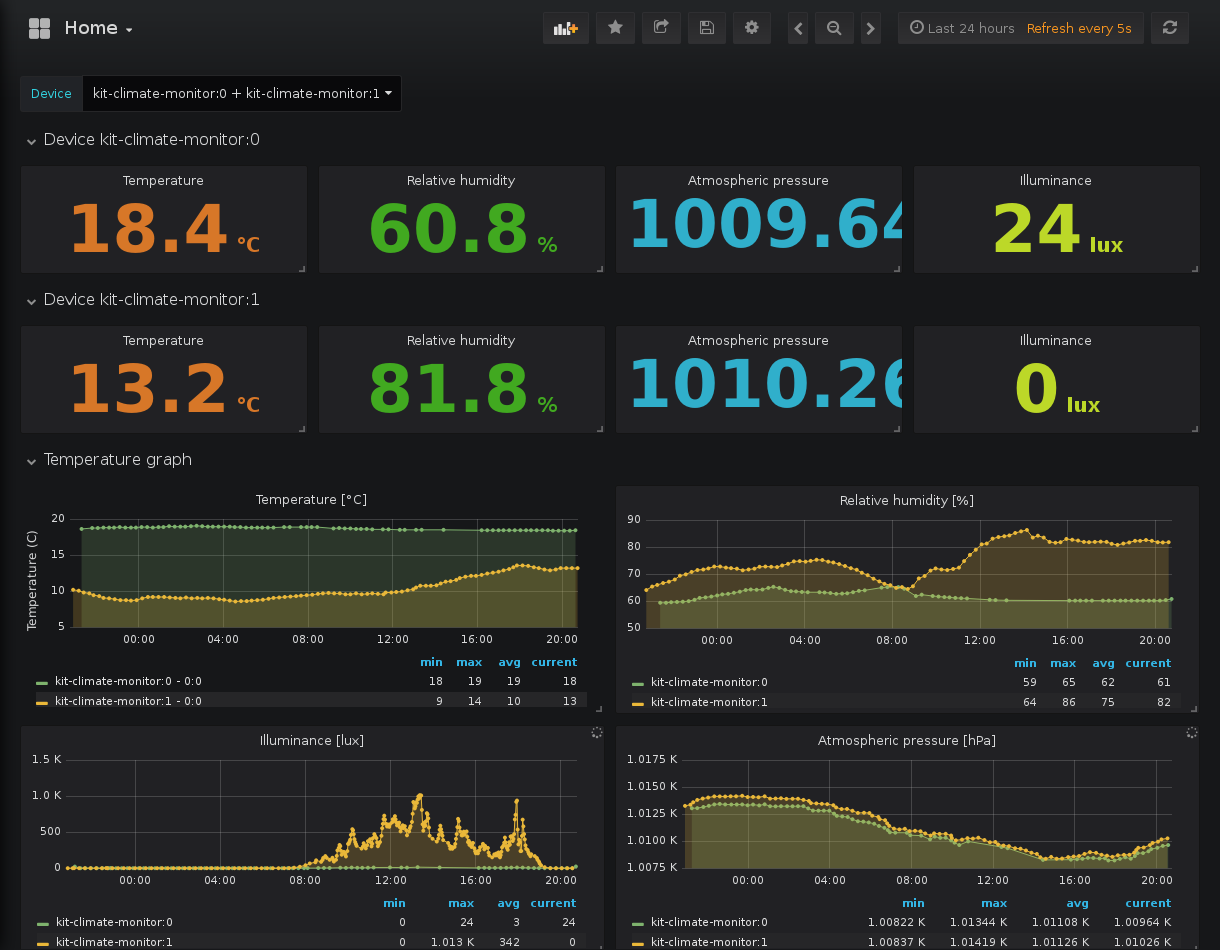 Home
Last 24 hours Refresh every 5s
Device kit-climate-monitor:0 + kit-climate-monitor:1
Device kit-climate-monitor:0
Temperature Relative humidity Atmospheric pressure Illuminance
18.4 °C 60.8 % 1009.64 24 lux
Device kit-climate-monitor:1
Temperature Relative humidity Atmospheric pressure Illuminance
13.2 °C 81.8 % 1010.26 0 lux
Temperature graph
Temperature [°C]
Temperature (C)
20
15
10
5
00:00 04:00 08:00 12:00 16:00 20:00
min max avg current
kit-climate-monitor:0 - 0:0 18 19 19 18
kit-climate-monitor:1 - 0:0 9 14 10 13
Relative humidity [%]
90
80
70
60
50
00:00 04:00 08:00 12:00 16:00 20:00
min max avg current
kit-climate-monitor:0 59 65 62 61
kit-climate-monitor:1 64 86 75 82
Illuminance [lux]
1.5 K
1.0 K
500
0
00:00 04:00 08:00 12:00 16:00 20:00
min max avg current
kit-climate-monitor:0 0 24 3 24
kit-climate-monitor:1 0 1.013 K 342 0
Atmospheric pressure [hPa]
1.0175 K
1.0150 K
1.0125 K
1.0100 K
1.0075 K
00:00 04:00 08:00 12:00 16:00 20:00
min max avg current
kit-climate-monitor:0 1.00822 K 1.01344 K 1.01108 K 1.00964 K
kit-climate-monitor:1 1.00837 K 1.01419 K 1.01126 K 1.01026 K